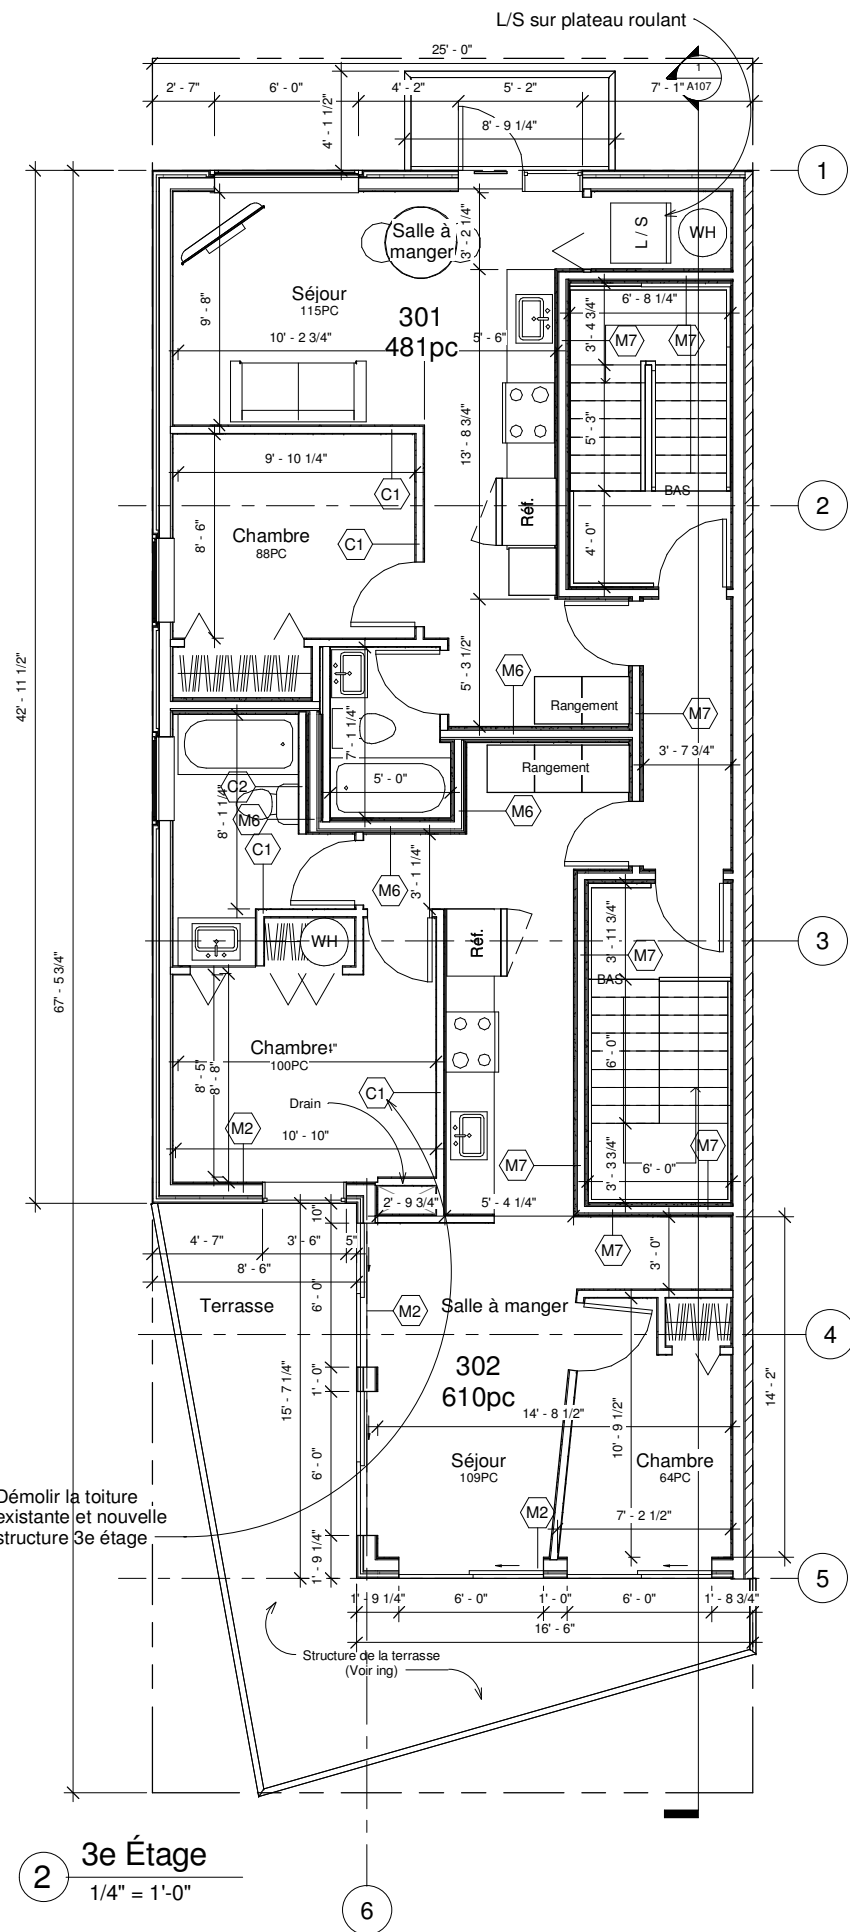 L/S sur plateau roulant
25' - 0"
1
A107
2' - 7"
6' - 0"
4' - 2"
5' - 2"
7' - 1"
4' - 1 1/2"
8' - 9 1/4"
1
Salle à
manger
3' - 2 1/4"
L / S
WH
Séjour
115PC
9' - 8"
301
481pc
10' - 2 3/4"
5' - 6"
6' - 8 1/4"
3' - 4 3/4"
M7
M7
13' - 8 3/4"
5' - 3"
9' - 10 1/4"
C1
BAS
2
Réf.
Chambre
88PC
8' - 6"
C1
4' - 0"
42' - 11 1/2"
5' - 3 1/2"
M6
Rangement
M7
7' - 1 1/4"
3' - 7 3/4"
Rangement
5' - 0"
C2
8' - 1 1/4"
M6
M6
C1
3' - 1 1/4"
M6
WH
Réf.
3
3' - 11 3/4"
M7
BAS
67' - 5 3/4"
6' - 0"
Chambre
100PC
8' - 5"
8' - 8"
C1
Drain
M2
10' - 10"
M7
M7
6' - 0"
3' - 3 3/4"
2' - 9 3/4"
5' - 4 1/4"
10"
4' - 7"
3' - 6"
5"
8' - 6"
M7
3' - 0"
6' - 0"
Terrasse
M2
Salle à manger
4
302
610pc
15' - 7 1/4"
1' - 0"
14' - 8 1/2"
10' - 9 1/2"
14' - 2"
6' - 0"
Séjour
109PC
Chambre
64PC
Démolir la toiture
existante et nouvelle
structure 3e étage
M2
7' - 2 1/2"
1' - 9 1/4"
5
1' - 9 1/4"
6' - 0"
1' - 0"
6' - 0"
1' - 8 3/4"
16' - 6"
Structure de la terrasse
(Voir ing)
2
3e Étage
1/4" = 1'-0"
6